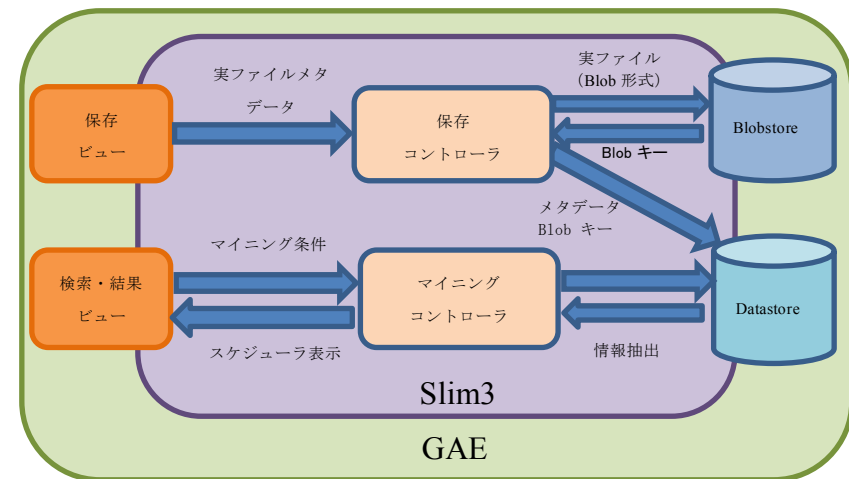 実ファイルメタ
データ
実ファイル
（Blob 形式）
保存
ビュー
保存
コントローラ
Blobstore
Blob キー
メタデータ
Blob キー
マイニング条件
検索・結果
ビュー
マイニング
コントローラ
Datastore
スケジューラ表示
情報抽出
Slim3
GAE